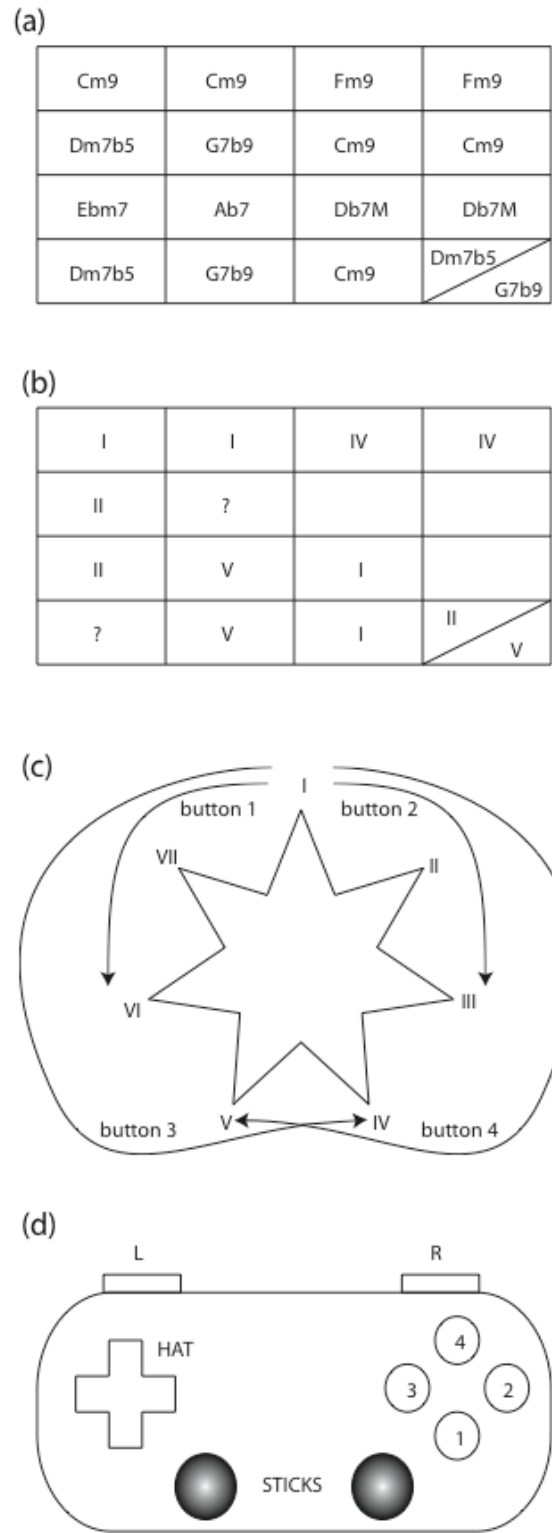 (a)
Cm9 Cm9 Fm9 Fm9
Dm7b5 G7b9 Cm9 Cm9
Ebm7 Ab7 Db7M Db7M
Dm7b5 G7b9 Cm9 Dm7b5 G7b9
(b)
I I IV IV
II ?
II V I
? V I II V
(c)
I
button 1 button 2
VII II
VI III
V IV
button 3 button 4
(d)
L R
HAT
4
3 2
1
STICKS